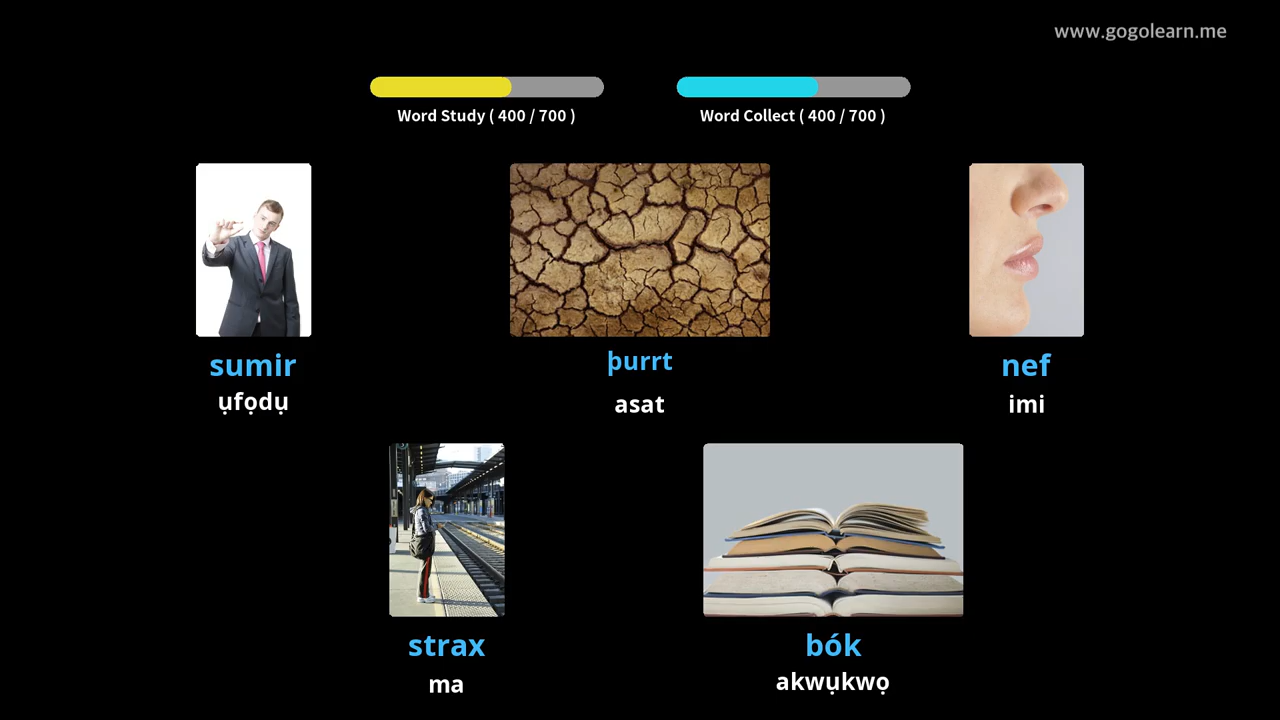 www.gogolearn.me
Word Study ( 400 / 700 )
Word Collect ( 400 / 700 )
sumir
ụfọdụ
þurrt
asat
nef
imi
strax
ma
bók
akwụkwọ